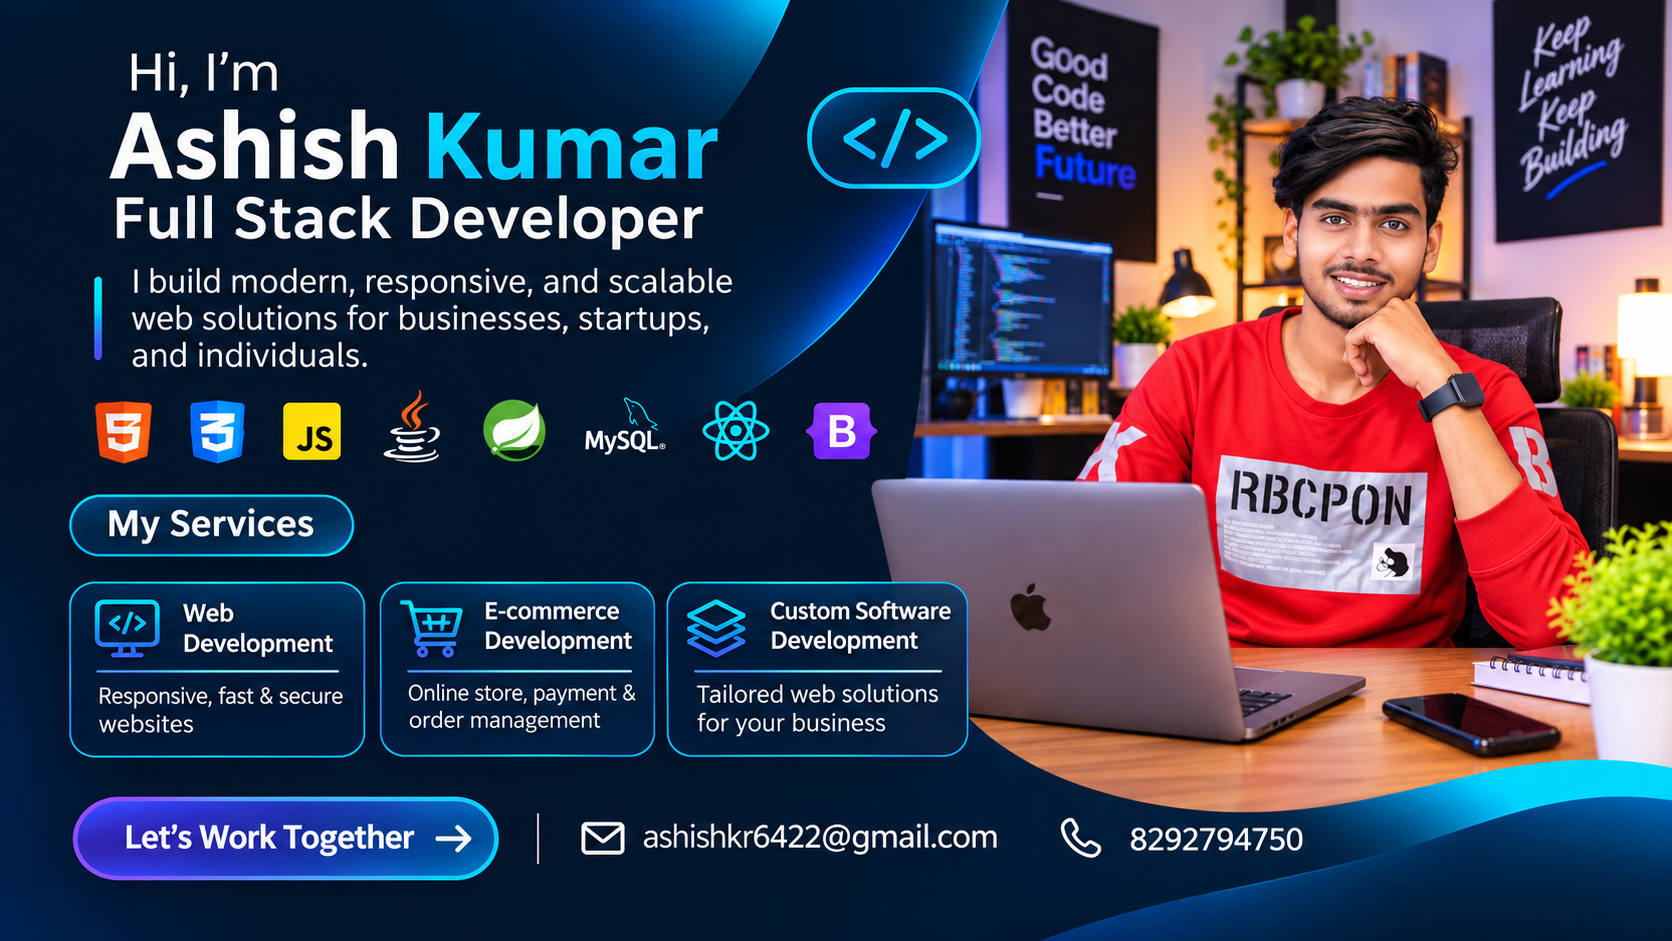 Hi, I'm
Ashish Kumar
Full Stack Developer
I build modern, responsive, and scalable
web solutions for businesses, startups,
and individuals.
5
3
JS
MySQL®
B
My Services
Web
Development
Responsive, fast & secure
websites
E-commerce
Development
Online store, payment &
order management
Custom Software
Development
Tailored web solutions
for your business
Let's Work Together
ashishkr6422@gmail.com
8292794750
Good
Code
Better
Future
Keep
Learning
Keep
Building
RBCPON
B